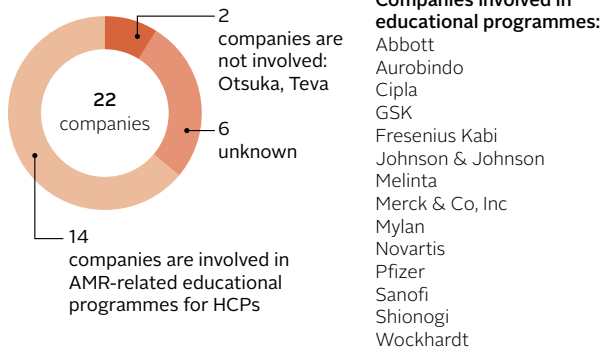 2
companies are
not involved:
Otsuka, Teva
22
companies
6
unknown
14
companies are involved in
AMR-related educational
programmes for HCPs
Companies involved in
educational programmes:
Abbott
Aurobindo
Cipla
GSK
Fresenius Kabi
Johnson & Johnson
Melinta
Merck & Co, Inc
Mylan
Novartis
Pfizer
Sanofi
Shionogi
Wockhardt